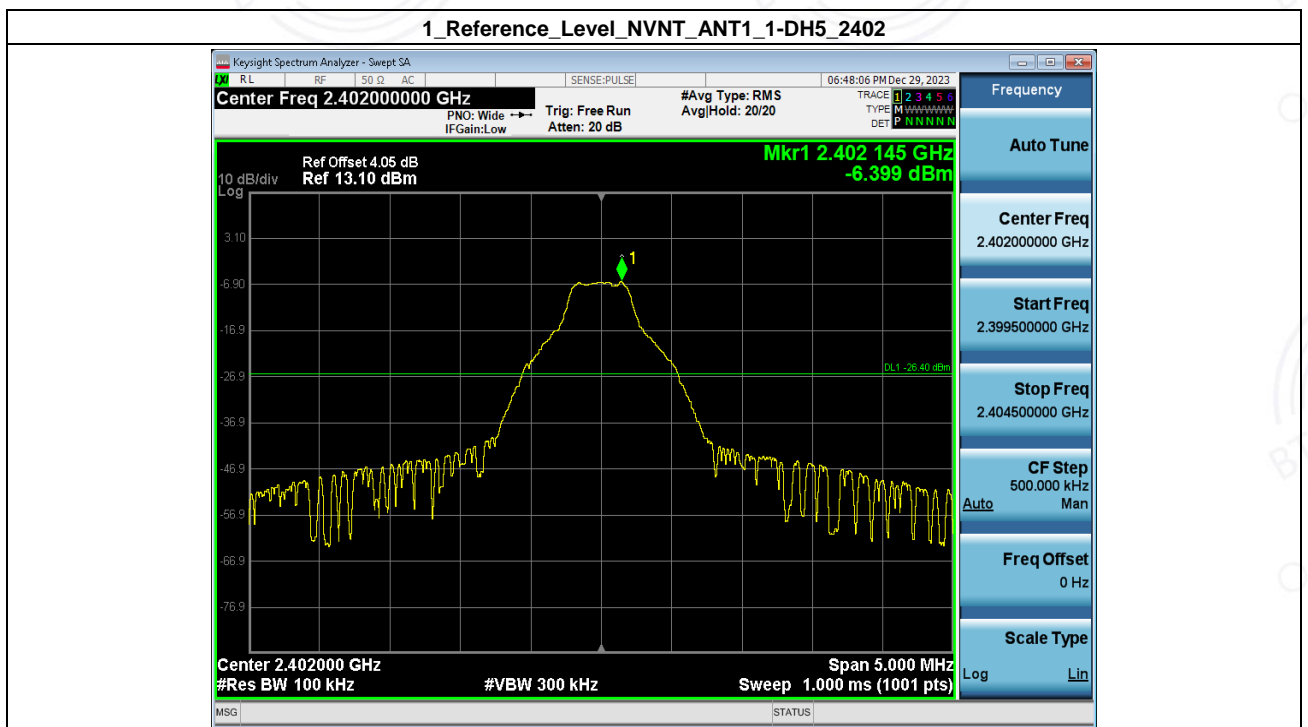 1_Reference_Level_NVNT_ANT1_1-DH5_2402
Keysight Spectrum Analyzer - Swept SA
LXI RL RF 50 Ω AC SENSE:PULSE 06:48:06 PM Dec 29, 2023
Center Freq 2.402000000 GHz
#Avg Type: RMS
TRACE 1 2 3 4 5 6
PNO: Wide
Trig: Free Run
Avg|Hold: 20/20
TYPE M WWWWW
IFGain:Low
Atten: 20 dB
DET P N N N N N
Mkr1 2.402 145 GHz
-6.399 dBm
Ref Offset 4.05 dB
10 dB/div Ref 13.10 dBm
Log
1
3.10
-6.90
-16.9
DL1 -26.40 dBm
-26.9
-36.9
-46.9
-56.9
-66.9
-76.9
Center 2.402000 GHz
Span 5.000 MHz
#Res BW 100 kHz
#VBW 300 kHz
Sweep 1.000 ms (1001 pts)
MSG
STATUS
Frequency
Auto Tune
Center Freq
2.402000000 GHz
Start Freq
2.399500000 GHz
Stop Freq
2.404500000 GHz
CF Step
500.000 kHz
Auto Man
Freq Offset
0 Hz
Scale Type
Log Lin